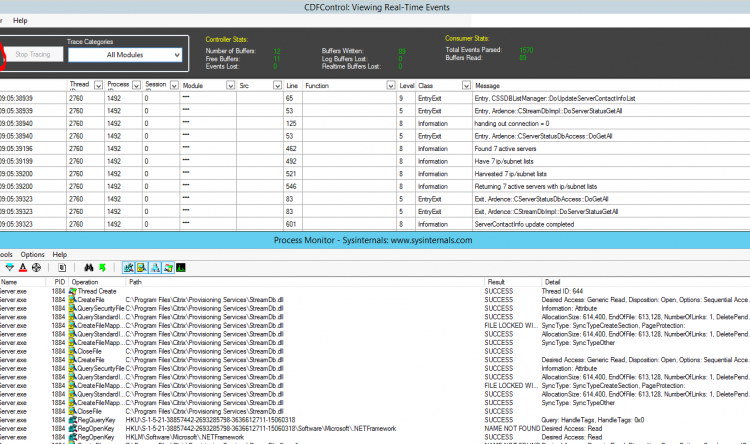 CDFControl: Viewing Real-Time Events
Help
Stop Tracing
Trace Categories
All Modules
Controller Stats:
Number of Buffers: 12
Free Buffers: 11
Events Lost: 0
Buffers Written: 89
Log Buffers Lost: 0
Realtime Buffers Lost: 0
Consumer Stats:
Total Events Parsed: 1570
Buffers Read: 89
Thread Process Session Module Src Line Function Level Class Message
09:05:38939 2760 1492 0 **** 65 9 EntryExit Entry, CSSDBListManager::DoUpdateServerContactInfoList
09:05:38939 2760 1492 0 **** 53 5 EntryExit Entry, Ardence::CStreamDbImpl::DoServerStatusGetAll
09:05:38940 2760 1492 0 **** 125 8 Information handing out connection = 0
09:05:38940 2760 1492 0 **** 53 5 EntryExit Entry, Ardence::CServerStatusDbAccess::DoGetAll
09:05:39196 2760 1492 0 **** 462 8 Information Found 7 active servers
09:05:39199 2760 1492 0 **** 492 8 Information Have 7 ip/subnet lists
09:05:39200 2760 1492 0 **** 521 8 Information Harvested 7 ip/subnet lists
09:05:39200 2760 1492 0 **** 546 8 Information Returning 7 active servers with ip/subnet lists
09:05:39323 2760 1492 0 **** 83 5 EntryExit Exit, Ardence::CServerStatusDbAccess::DoGetAll
09:05:39323 2760 1492 0 **** 83 5 EntryExit Exit, Ardence::CStreamDbImpl::DoServerStatusGetAll
09:05:39323 2760 1492 0 **** 601 8 Information ServerContactInfo update completed
Process Monitor - Sysinternals: www.sysinternals.com
ools Options Help
Name PID Operation Path Result Detail
Server.exe 1884 Thread Create SUCCESS Thread ID: 644
Server.exe 1884 CreateFile C:\Program Files\Citrix\Provisioning Services\StreamDb.dll SUCCESS Desired Access: Generic Read, Disposition: Open, Options: Sequential Acce...
Server.exe 1884 QuerySecurityFile C:\Program Files\Citrix\Provisioning Services\StreamDb.dll SUCCESS Information: Attribute
Server.exe 1884 QueryStandardI... C:\Program Files\Citrix\Provisioning Services\StreamDb.dll SUCCESS AllocationSize: 614,400, EndOfFile: 613,128, NumberOfLinks: 1, DeletePend...
Server.exe 1884 CreateFileMapp... C:\Program Files\Citrix\Provisioning Services\StreamDb.dll FILE LOCKED WI... SyncType: SyncTypeCreateSection, PageProtection:
Server.exe 1884 QueryStandardI... C:\Program Files\Citrix\Provisioning Services\StreamDb.dll SUCCESS AllocationSize: 614,400, EndOfFile: 613,128, NumberOfLinks: 1, DeletePend...
Server.exe 1884 CreateFileMapp... C:\Program Files\Citrix\Provisioning Services\StreamDb.dll SUCCESS SyncType: SyncTypeOther
Server.exe 1884 CloseFile C:\Program Files\Citrix\Provisioning Services\StreamDb.dll SUCCESS
Server.exe 1884 CreateFile C:\Program Files\Citrix\Provisioning Services\StreamDb.dll SUCCESS Desired Access: Generic Read, Disposition: Open, Options: Sequential Acce...
Server.exe 1884 QuerySecurityFile C:\Program Files\Citrix\Provisioning Services\StreamDb.dll SUCCESS Information: Attribute
Server.exe 1884 QueryStandardI... C:\Program Files\Citrix\Provisioning Services\StreamDb.dll SUCCESS AllocationSize: 614,400, EndOfFile: 613,128, NumberOfLinks: 1, DeletePend...
Server.exe 1884 CreateFileMapp... C:\Program Files\Citrix\Provisioning Services\StreamDb.dll FILE LOCKED WI... SyncType: SyncTypeCreateSection, PageProtection:
Server.exe 1884 QueryStandardI... C:\Program Files\Citrix\Provisioning Services\StreamDb.dll SUCCESS AllocationSize: 614,400, EndOfFile: 613,128, NumberOfLinks: 1, DeletePend...
Server.exe 1884 CreateFileMapp... C:\Program Files\Citrix\Provisioning Services\StreamDb.dll SUCCESS SyncType: SyncTypeOther
Server.exe 1884 CloseFile C:\Program Files\Citrix\Provisioning Services\StreamDb.dll SUCCESS
Server.exe 1884 RegQueryKey HKU\S-1-5-21-38857442-2693285798-3636612711-15060318 SUCCESS Query: HandleTags, HandleTags: 0x0
Server.exe 1884 RegOpenKey HKU\S-1-5-21-38857442-2693285798-3636612711-15060318\Software\Microsoft\.NETFramework NAME NOT FOUND Desired Access: Read
Server.exe 1884 RegOpenKey HKLM\Software\Microsoft\.NETFramework SUCCESS Desired Access: Read